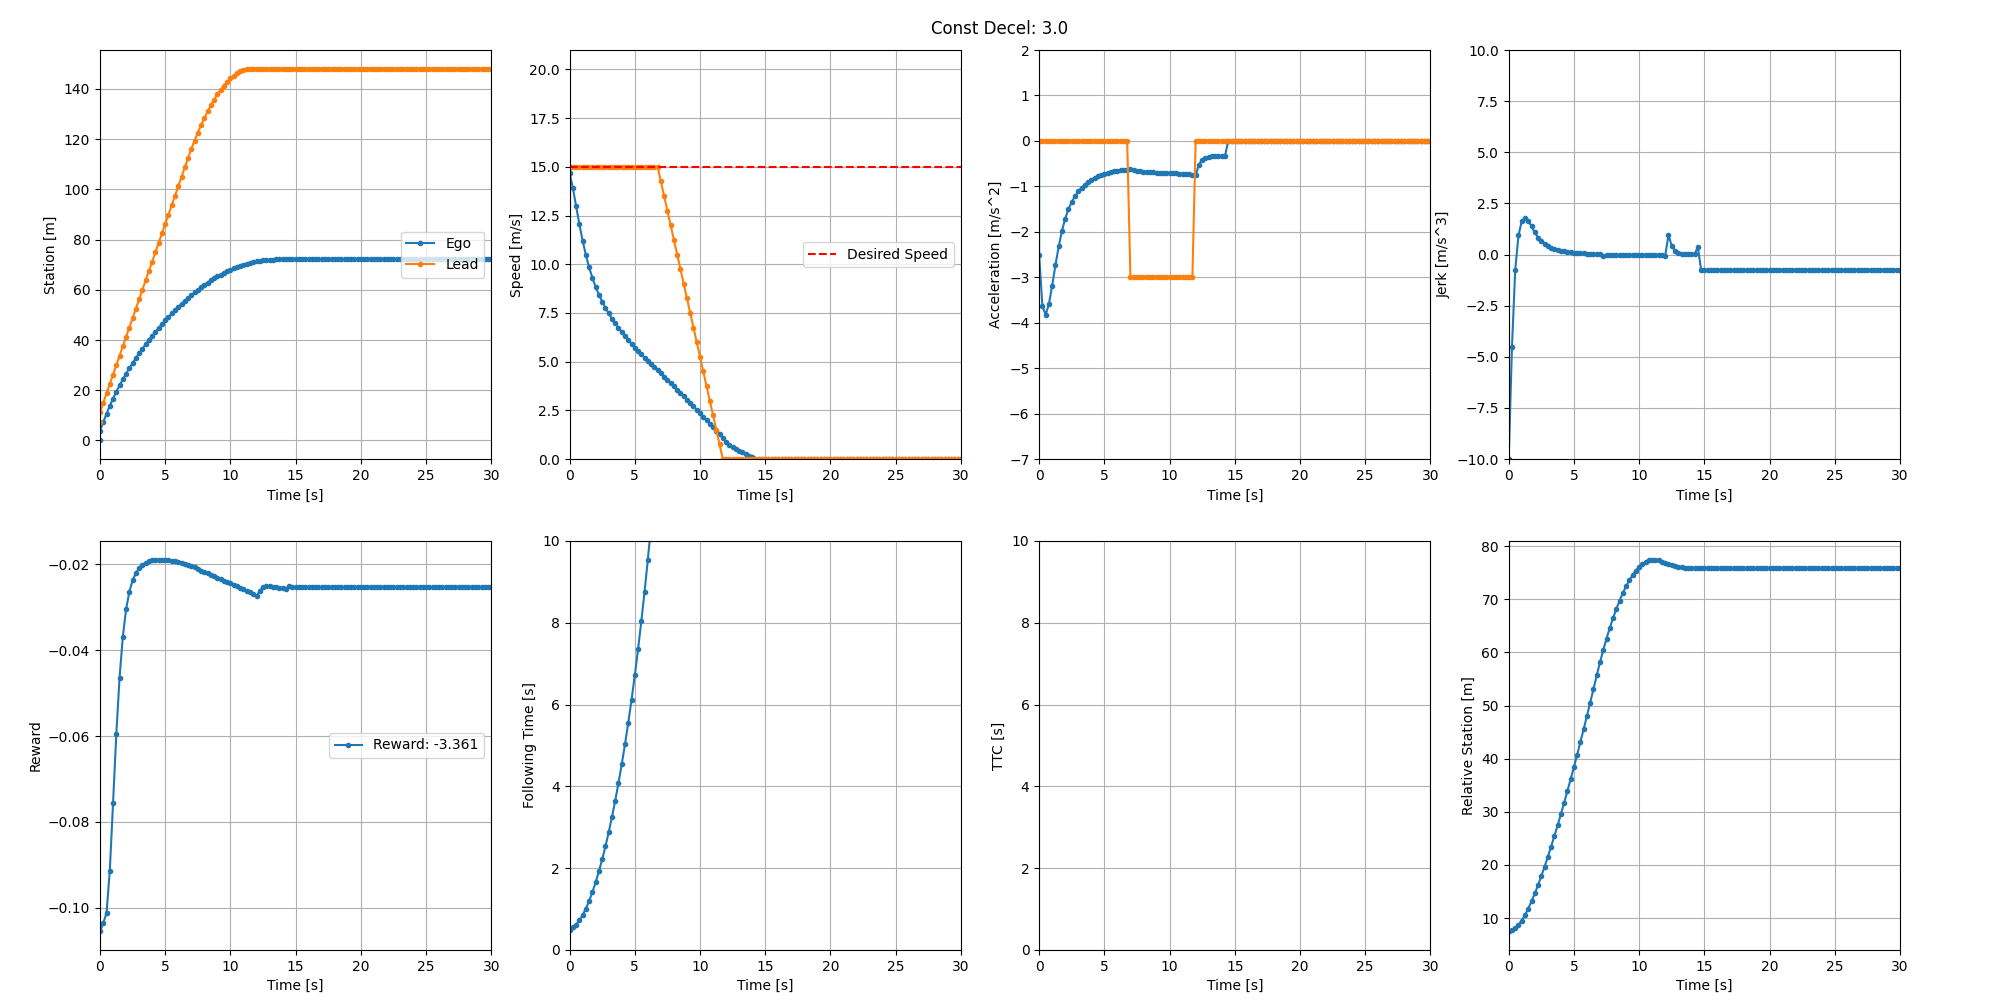 Const Decel: 3.0
Station [m]
0
20
40
60
80
100
120
140
Ego
Lead
0 5 10 15 20 25 30
Time [s]
Speed [m/s]
0.0
2.5
5.0
7.5
10.0
12.5
15.0
17.5
20.0
Desired Speed
0 5 10 15 20 25 30
Time [s]
Acceleration [m/s^2]
2
1
0
−1
−2
−3
−4
−5
−6
−7
0 5 10 15 20 25 30
Time [s]
Jerk [m/s^3]
10.0
7.5
5.0
2.5
0.0
−2.5
−5.0
−7.5
−10.0
0 5 10 15 20 25 30
Time [s]
Reward
−0.02
−0.04
−0.06
−0.08
−0.10
Reward: -3.361
0 5 10 15 20 25 30
Time [s]
Following Time [s]
10
8
6
4
2
0
0 5 10 15 20 25 30
Time [s]
TTC [s]
10
8
6
4
2
0
0 5 10 15 20 25 30
Time [s]
Relative Station [m]
80
70
60
50
40
30
20
10
0 5 10 15 20 25 30
Time [s]